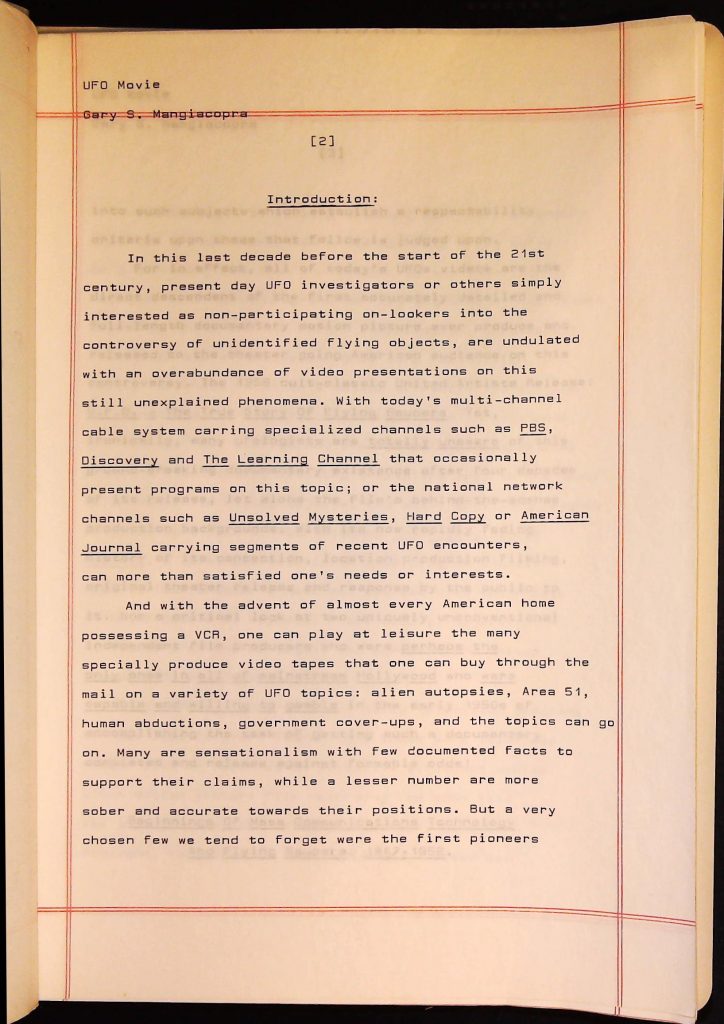 UFO Movie
Gary S. Mangiacopra
[2]
Introduction:
In this last decade before the start of the 21st
century, present day UFO investigators or others simply
interested as non-participating on-lookers into the
controversy of unidentified flying objects, are undulated
with an overabundance of video presentations on this
still unexplained phenomena. With today's multi-channel
cable system carring specialized channels such as PBS,
Discovery and The Learning Channel that occasionally
present programs on this topic; or the national network
channels such as Unsolved Mysteries, Hard Copy or American
Journal carrying segments of recent UFO encounters,
can more than satisfied one's needs or interests.
And with the advent of almost every American home
possessing a VCR, one can play at leisure the many
specially produce video tapes that one can buy through the
mail on a variety of UFO topics: alien autopsies, Area 51,
human abductions, government cover-ups, and the topics can go
on. Many are sensationalism with few documented facts to
support their claims, while a lesser number are more
sober and accurate towards their positions. But a very
chosen few we tend to forget were the first pioneers